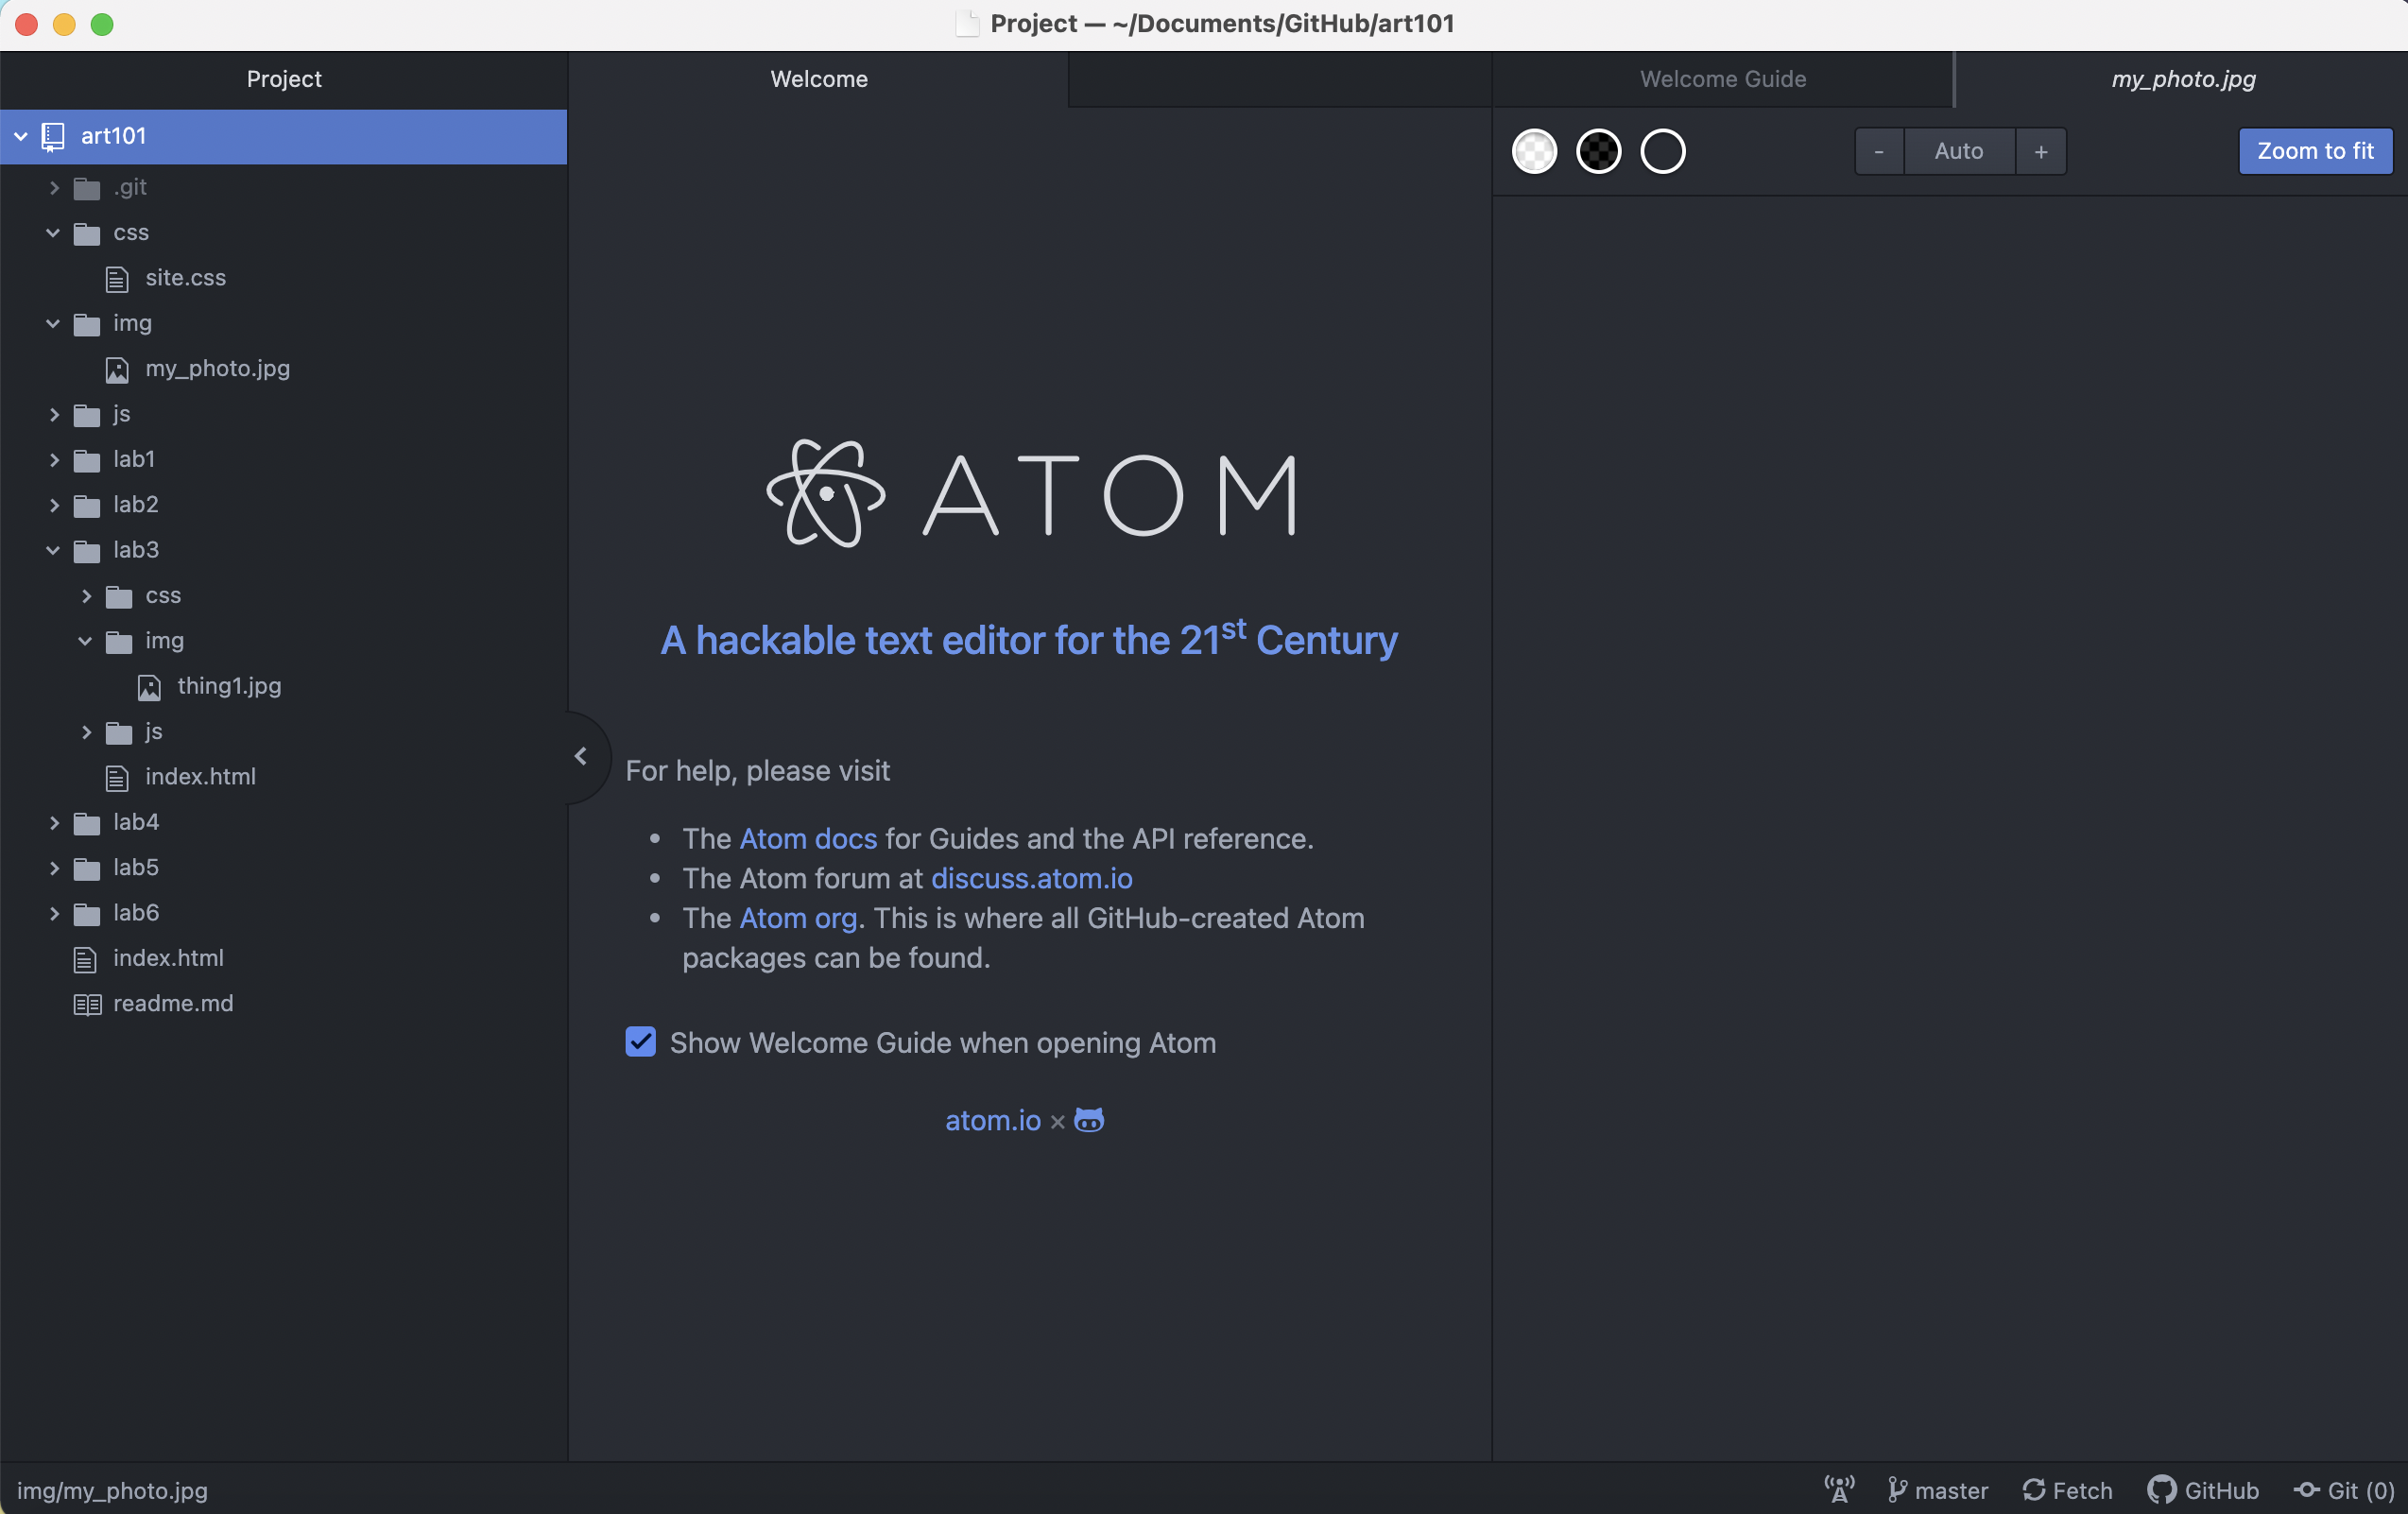 Project — ~/Documents/GitHub/art101
Project
art101
.git
css
site.css
img
my_photo.jpg
js
lab1
lab2
lab3
css
img
thing1.jpg
js
index.html
lab4
lab5
lab6
index.html
readme.md
Welcome
ATOM
A hackable text editor for the 21st Century
For help, please visit
• The Atom docs for Guides and the API reference.
• The Atom forum at discuss.atom.io
• The Atom org. This is where all GitHub-created Atom
packages can be found.
Show Welcome Guide when opening Atom
atom.io ×
Welcome Guide
my_photo.jpg
- Auto +
Zoom to fit
img/my_photo.jpg
master
Fetch
GitHub
Git (0)